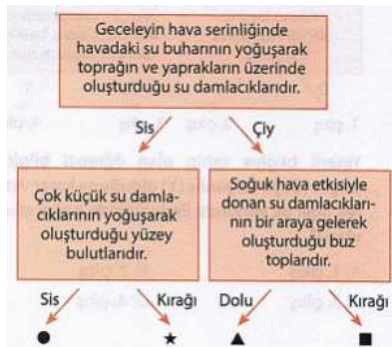 Geceleyin hava serinliğinde
havadaki su buharının yoğuşarak
toprağın ve yaprakların üzerinde
oluşturduğu su damlacıklarıdır.
Sis
Çiy
Çok küçük su damla-
cıklarının yoğuşarak
oluşturduğu yüzey
bulutlarıdır.
Soğuk hava etkisiyle
donan su damlacıkları-
nın bir araya gelerek
oluşturduğu buz
toplarıdır.
Sis
Kırağı
Dolu
Kırağı